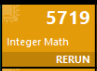 5719
Integer Math
RERUN